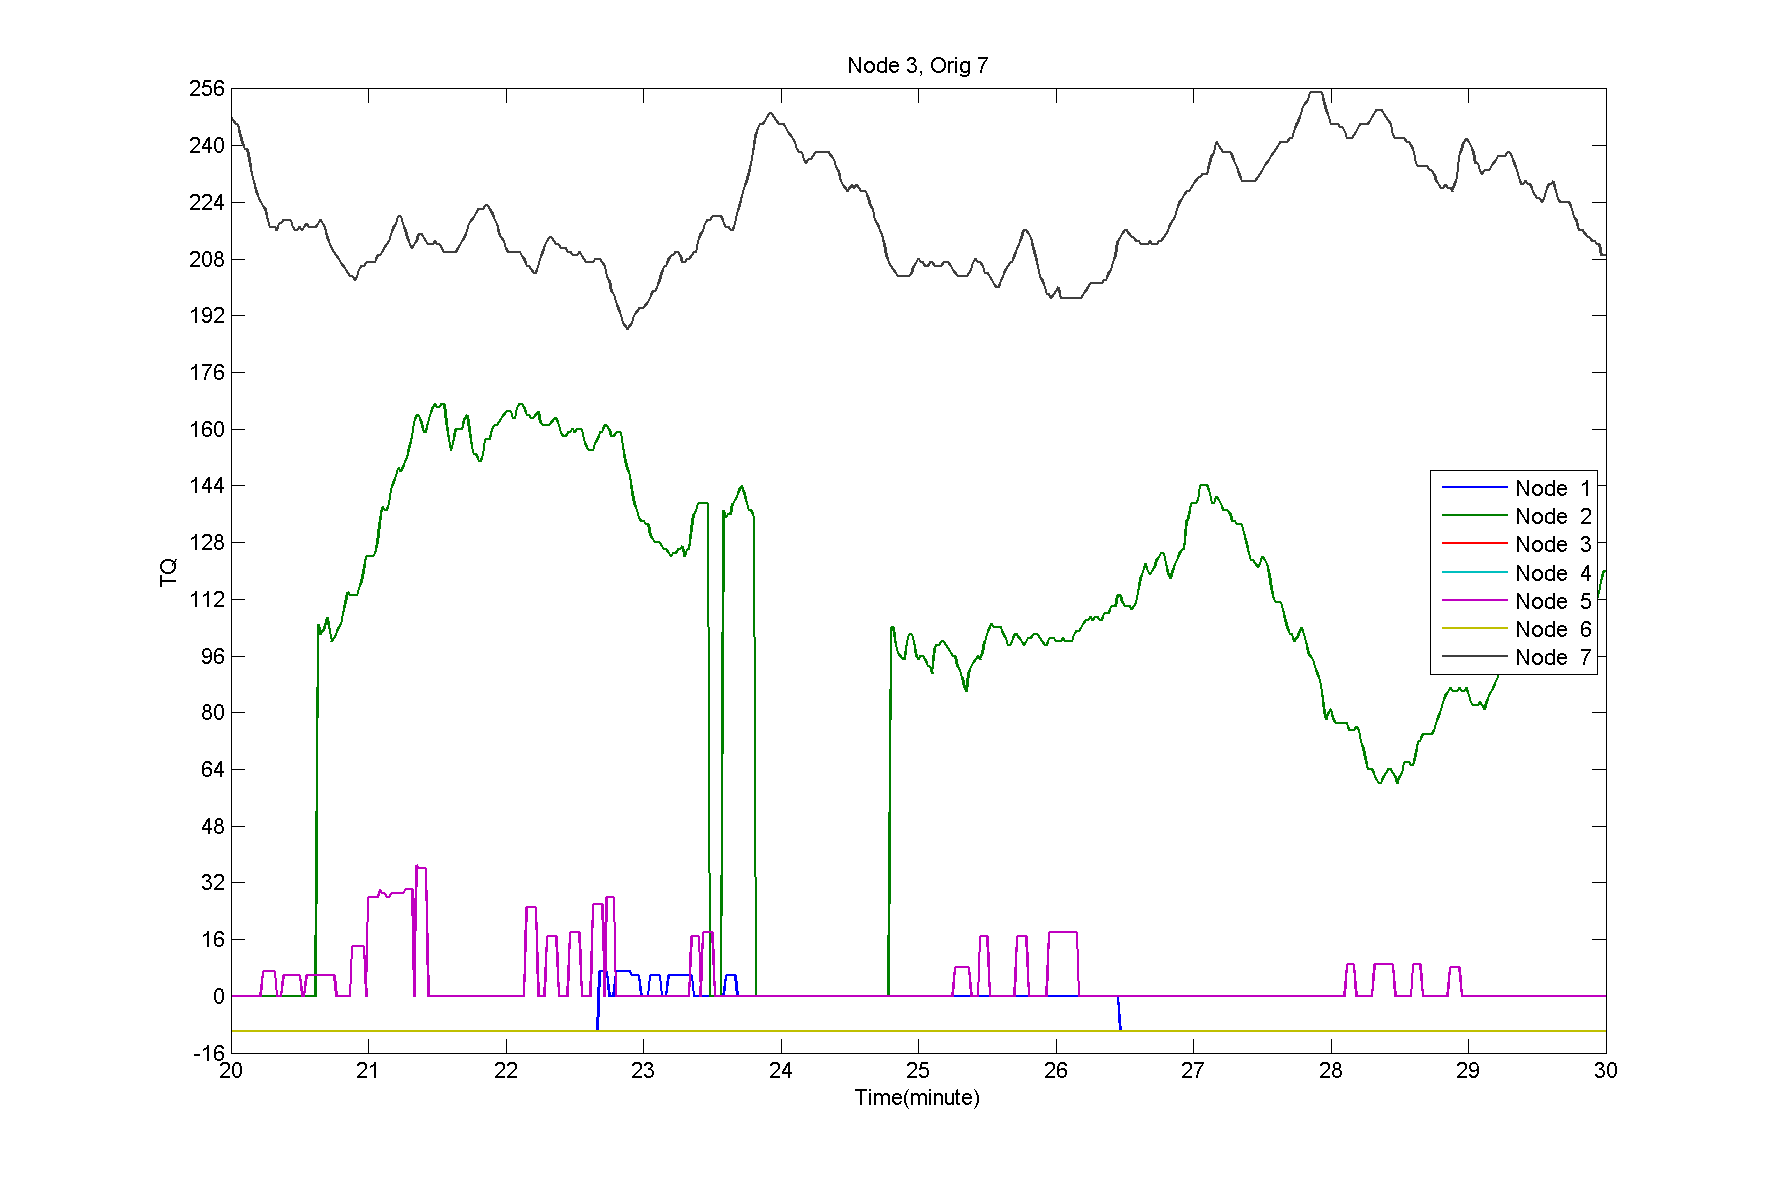 Node 3, Orig 7
256
240
224
208
192
176
160
144
128
112
96
80
64
48
32
16
0
-16
TQ
Node 1
Node 2
Node 3
Node 4
Node 5
Node 6
Node 7
20 21 22 23 24 25 26 27 28 29 30
Time(minute)